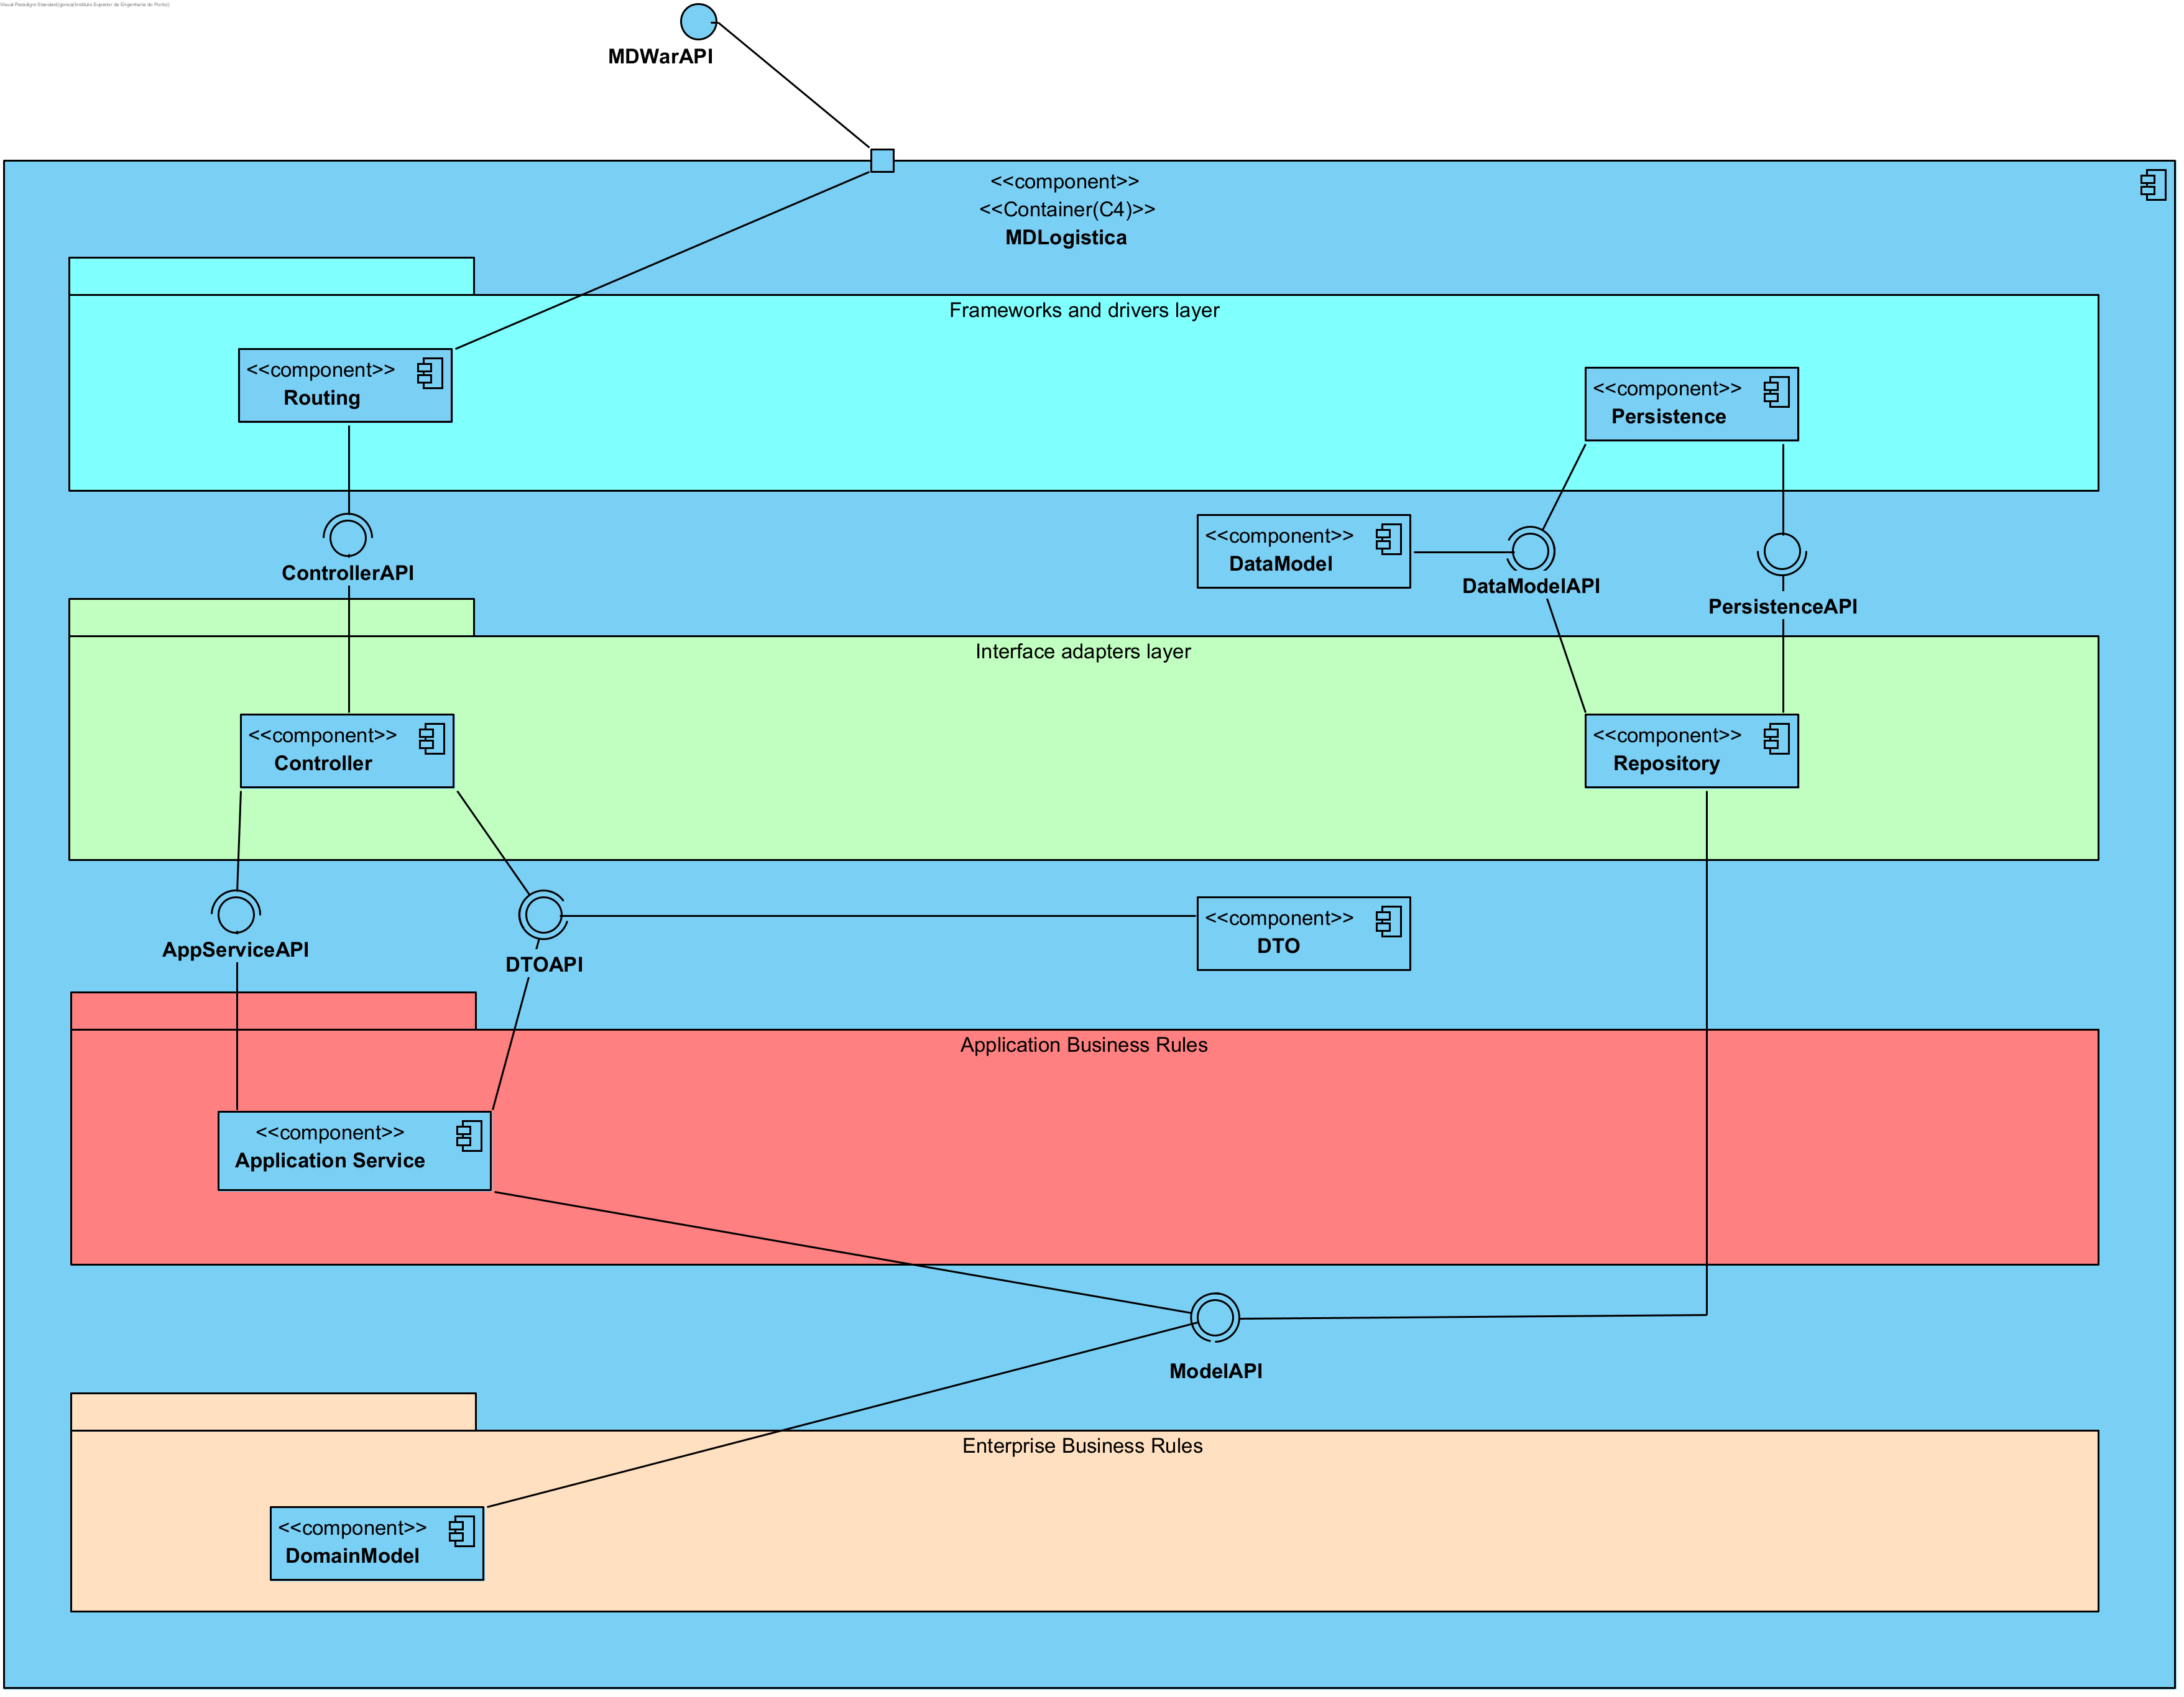 Visual Paradigm Standard(gonca(Instituto Superior de Engenharia do Porto))
MDWarAPI
<<component>>
<<Container(C4)>>
MDLogistica
Frameworks and drivers layer
<<component>>
Routing
<<component>>
Persistence
ControllerAPI
<<component>>
DataModel
DataModelAPI
PersistenceAPI
Interface adapters layer
<<component>>
Controller
<<component>>
Repository
AppServiceAPI
DTOAPI
<<component>>
DTO
Application Business Rules
<<component>>
Application Service
ModelAPI
Enterprise Business Rules
<<component>>
DomainModel